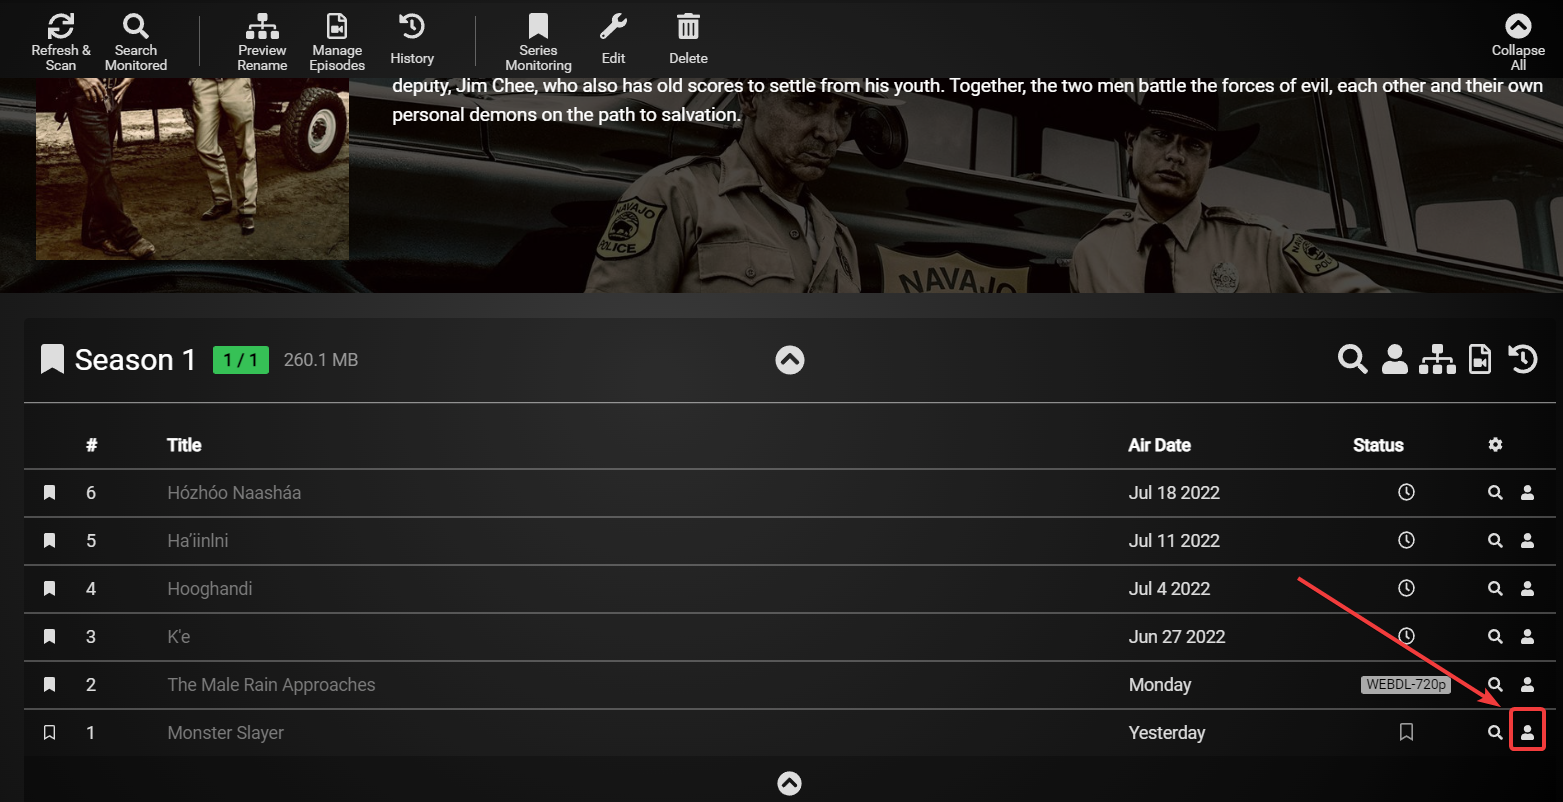 Refresh & Scan
Search Monitored
Preview Rename
Manage Episodes
History
Series Monitoring
Edit
Delete
Collapse All
deputy, Jim Chee, who also has old scores to settle from his youth. Together, the two men battle the forces of evil, each other and their own
personal demons on the path to salvation.
NAVAJO
POLICE
NAVAJO
Season 1 1 / 1 260.1 MB
# Title Air Date Status
6 Hózhóo Naasháa Jul 18 2022
5 Ha'iinlni Jul 11 2022
4 Hooghandi Jul 4 2022
3 K'e Jun 27 2022
2 The Male Rain Approaches Monday WEBDL-720p
1 Monster Slayer Yesterday